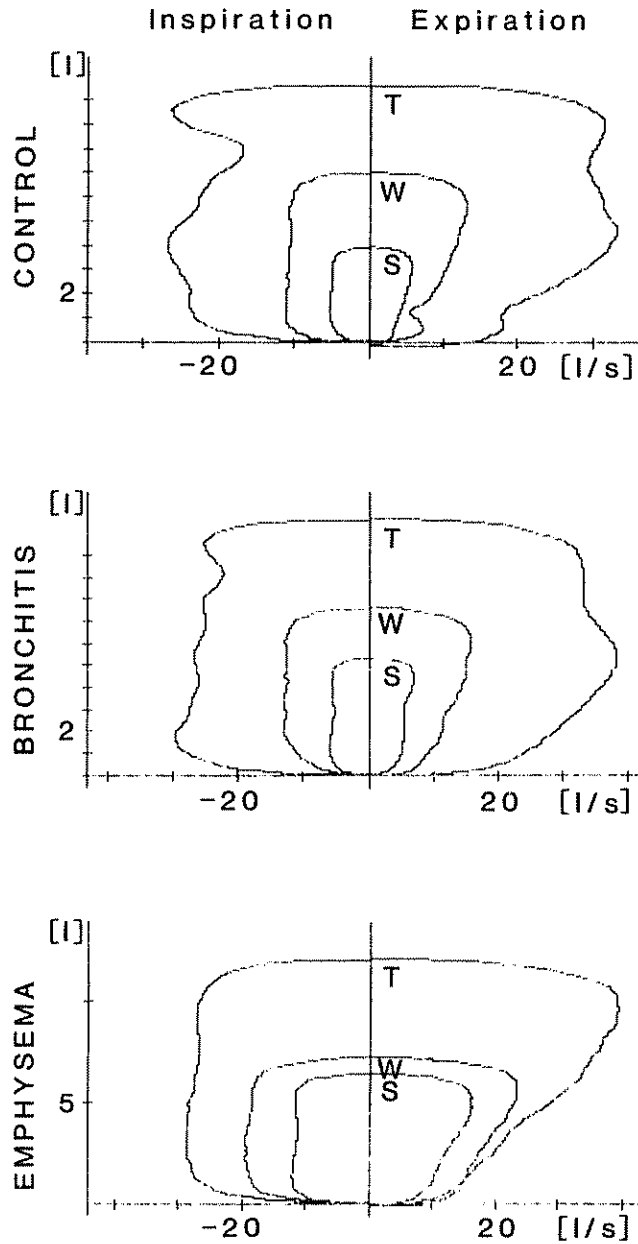 Inspiration Expiration
[l]
CONTROL
T
W
S
2
-20 20 [l/s]
[l]
BRONCHITIS
T
W
S
2
-20 20 [l/s]
[l]
EMPHYSEMA
T
W
S
5
-20 20 [l/s]